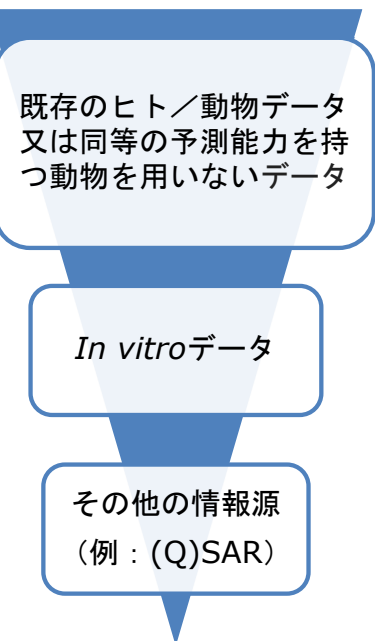 既存のヒト／動物データ
又は同等の予測能力を持
つ動物を用いないデータ
In vitroデータ
その他の情報源
（例：(Q)SAR）